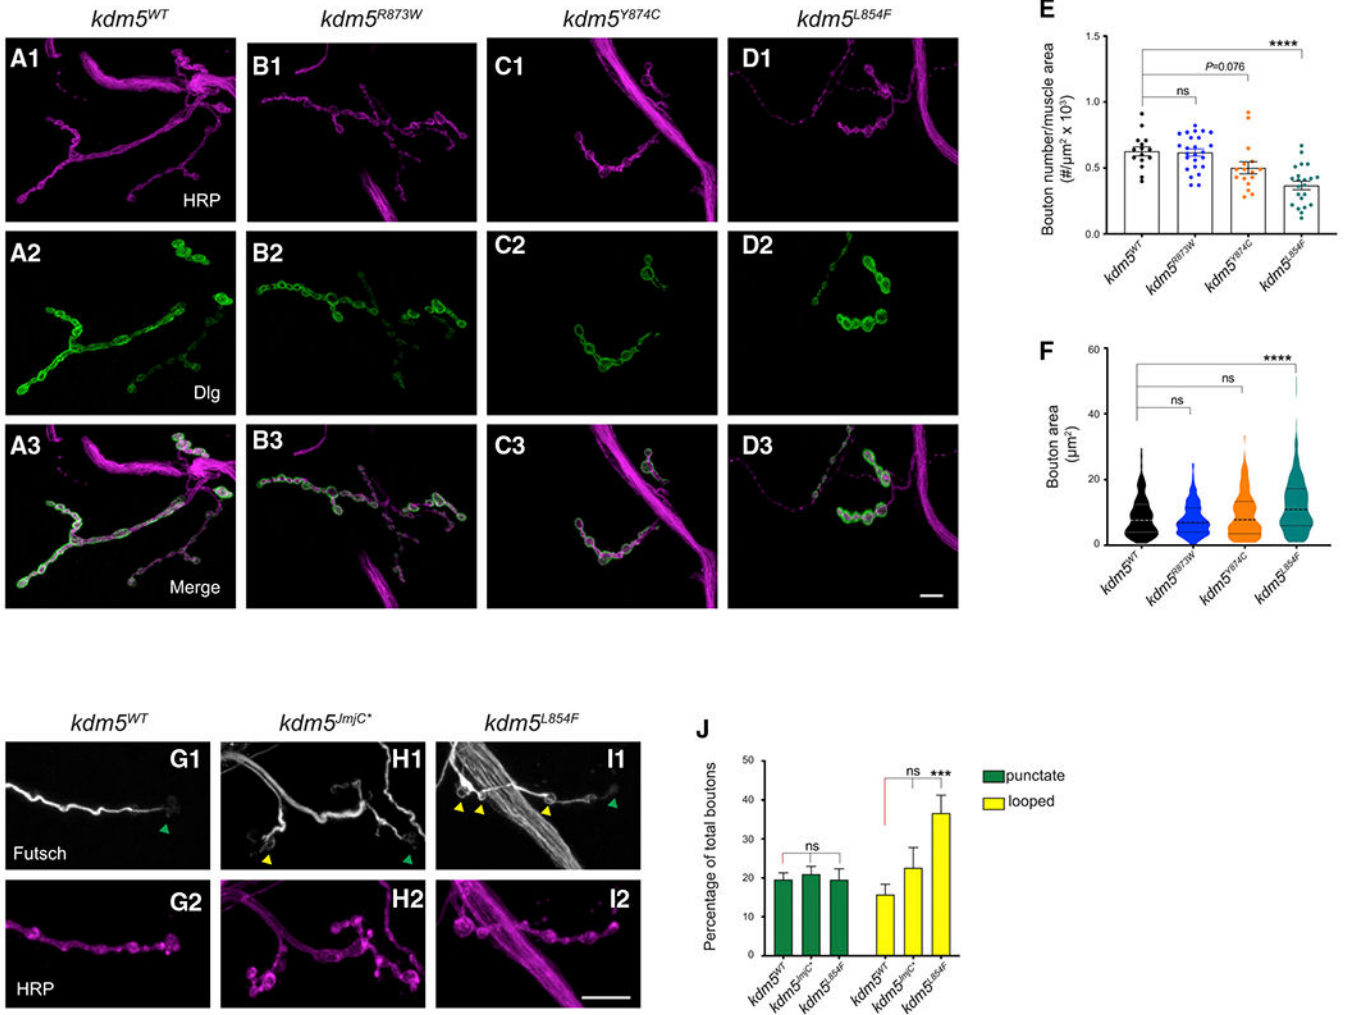 kdm5WT kdm5R873W kdm5Y874C kdm5L854F
A1 B1 C1 D1
HRP
A2 B2 C2 D2
Dlg
A3 B3 C3 D3
Merge
E
Bouton number/muscle area
(#/μm² x 10³)
1.5
1.0
0.5
0.0
****
P=0.076
ns
kdm5WT kdm5R873W kdm5Y874C kdm5L854F
F
Bouton area
(μm²)
60
40
20
0
****
ns
ns
kdm5WT kdm5R873W kdm5Y874C kdm5L854F
kdm5WT kdm5JmjC* kdm5L854F
G1 H1 I1
Futsch
G2 H2 I2
HRP
J
Percentage of total boutons
50
40
30
20
10
0
ns
ns ***
punctate
looped
kdm5WT kdm5JmjC* kdm5L854F kdm5WT kdm5JmjC* kdm5L854F